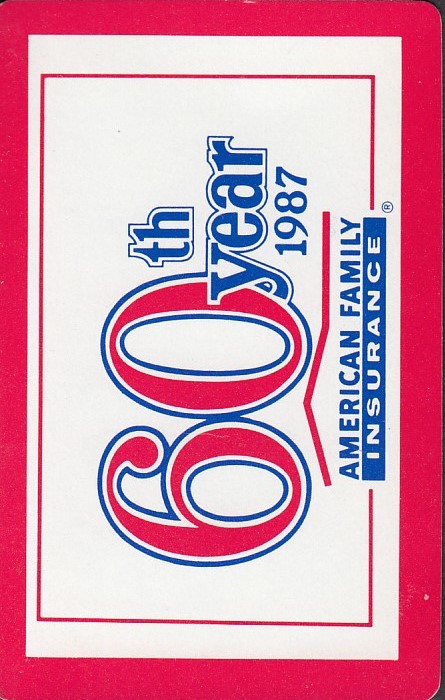 60th
year
1987
AMERICAN FAMILY
INSURANCE®